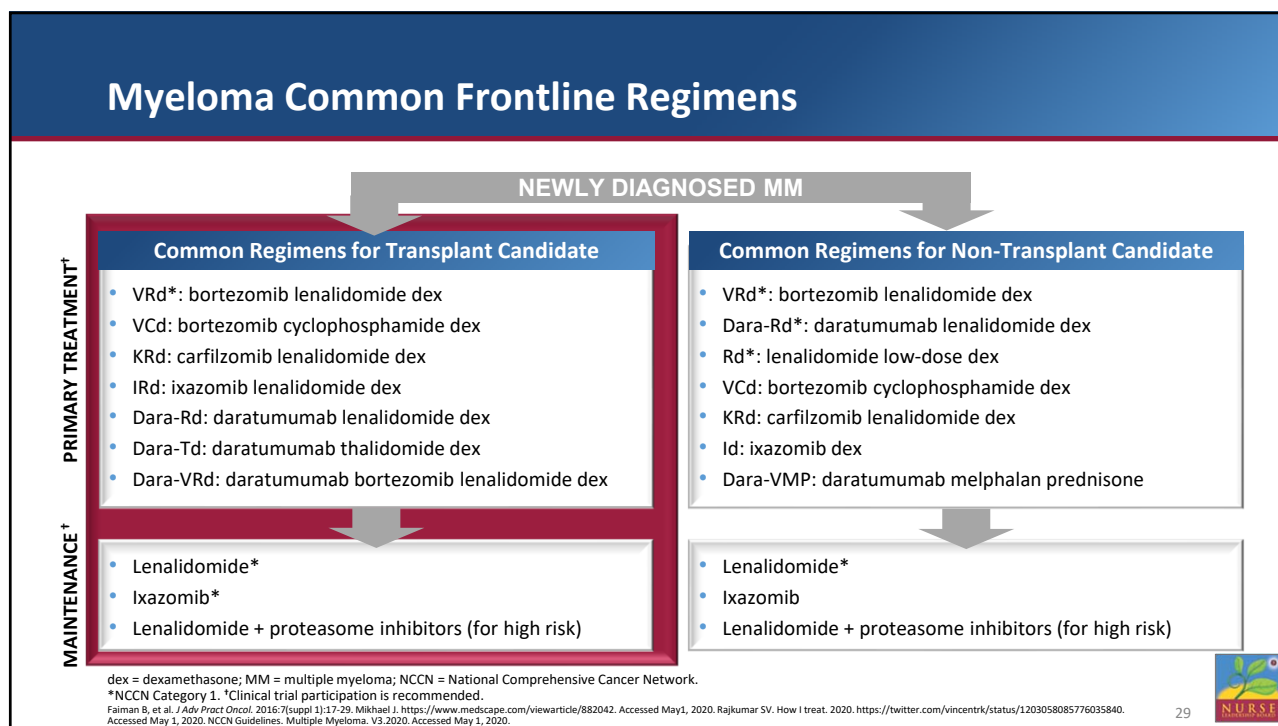 Myeloma Common Frontline Regimens
NEWLY DIAGNOSED MM
PRIMARY TREATMENT†
Common Regimens for Transplant Candidate
• VRd*: bortezomib lenalidomide dex
• VCd: bortezomib cyclophosphamide dex
• KRd: carfilzomib lenalidomide dex
• IRd: ixazomib lenalidomide dex
• Dara-Rd: daratumumab lenalidomide dex
• Dara-Td: daratumumab thalidomide dex
• Dara-VRd: daratumumab bortezomib lenalidomide dex
Common Regimens for Non-Transplant Candidate
• VRd*: bortezomib lenalidomide dex
• Dara-Rd*: daratumumab lenalidomide dex
• Rd*: lenalidomide low-dose dex
• VCd: bortezomib cyclophosphamide dex
• KRd: carfilzomib lenalidomide dex
• Id: ixazomib dex
• Dara-VMP: daratumumab melphalan prednisone
MAINTENANCE†
• Lenalidomide*
• Ixazomib*
• Lenalidomide + proteasome inhibitors (for high risk)
• Lenalidomide*
• Ixazomib
• Lenalidomide + proteasome inhibitors (for high risk)
dex = dexamethasone; MM = multiple myeloma; NCCN = National Comprehensive Cancer Network.
*NCCN Category 1. †Clinical trial participation is recommended.
Faiman B, et al. J Adv Pract Oncol. 2016:7(suppl 1):17-29. Mikhael J. https://www.medscape.com/viewarticle/882042. Accessed May1, 2020. Rajkumar SV. How I treat. 2020. https://twitter.com/vincentrk/status/1203058085776035840.
Accessed May 1, 2020. NCCN Guidelines. Multiple Myeloma. V3.2020. Accessed May 1, 2020.
29
NURSE
LEADERSHIP BOARD